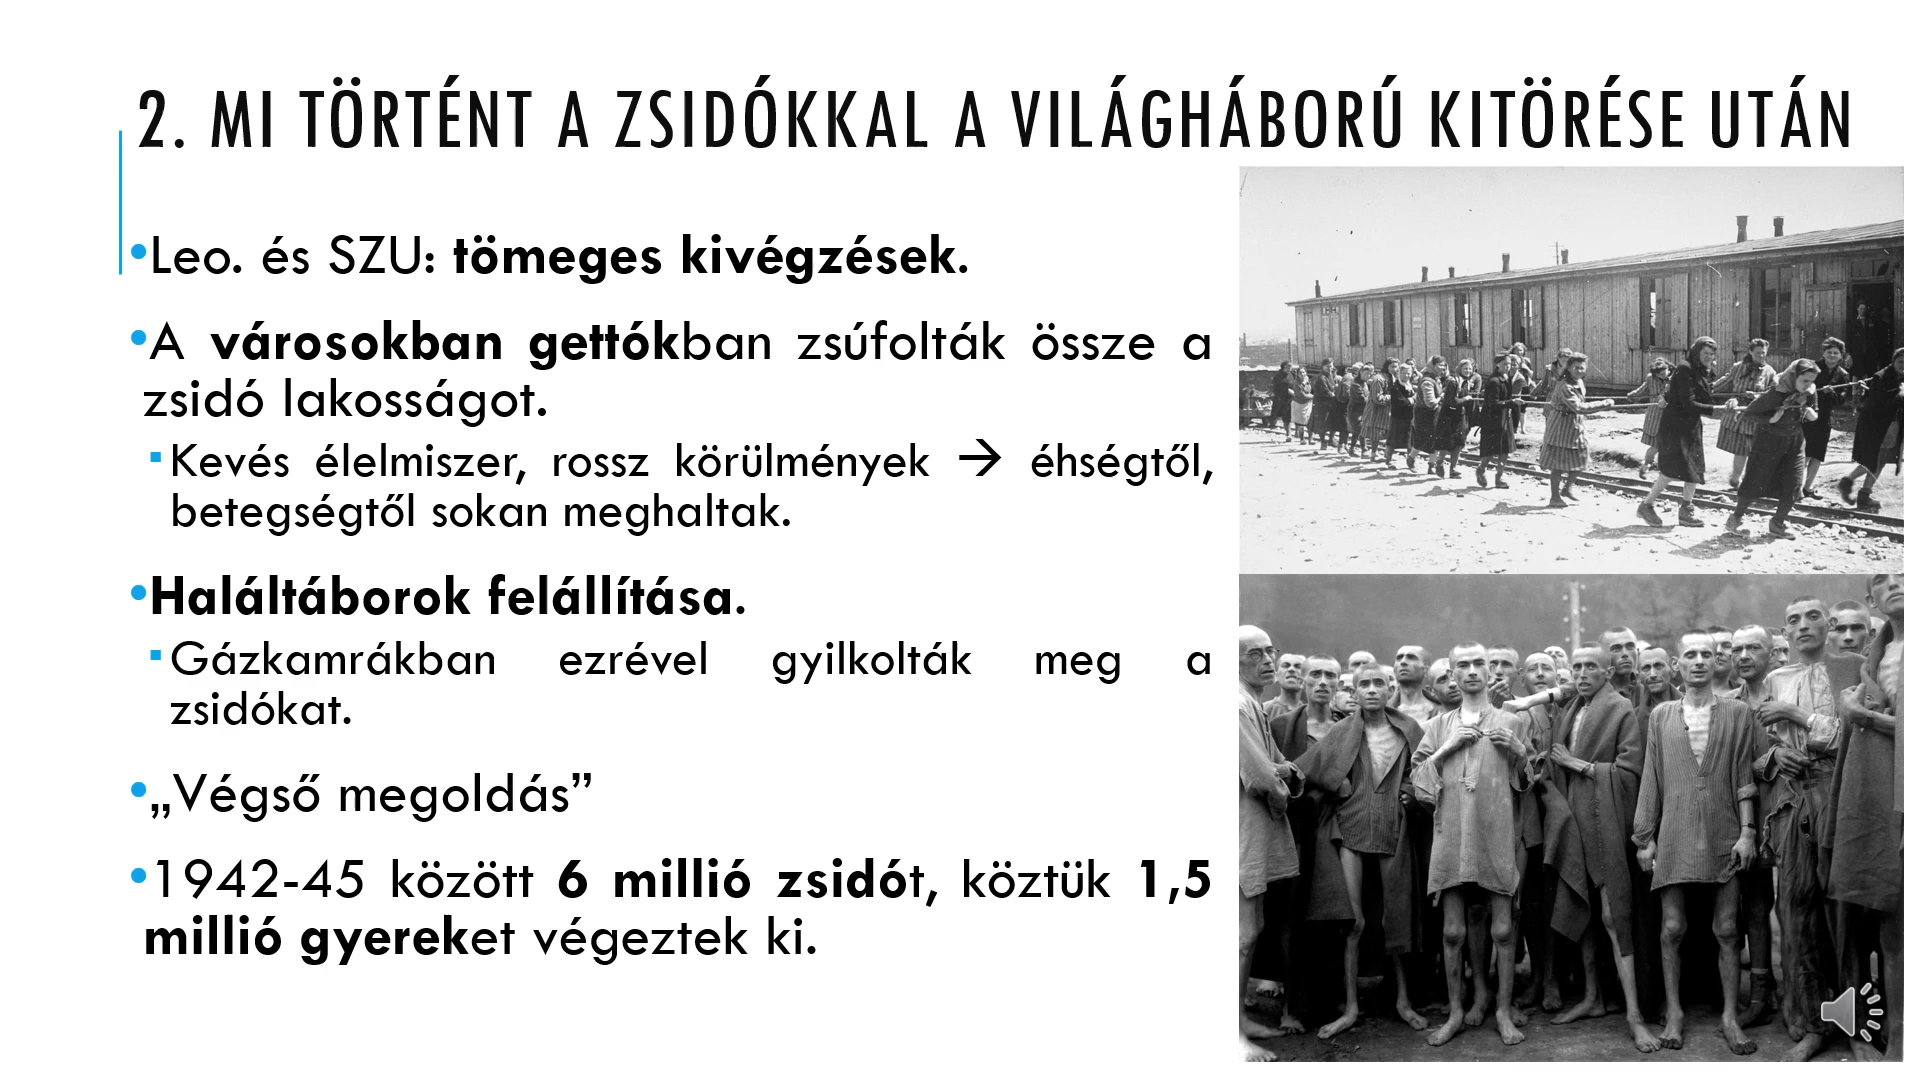 2. MI TÖRTÉNT A ZSIDÓKKAL A VILÁGHÁBORÚ KITÖRÉSE UTÁN
•Leo. és SZU: tömeges kivégzések.
•A városokban gettókban zsúfolták össze a
zsidó lakosságot.
▪Kevés élelmiszer, rossz körülmények → éhségtől,
betegségtől sokan meghaltak.
•Haláltáborok felállítása.
▪Gázkamrákban ezrével gyilkolták meg a
zsidókat.
•„Végső megoldás”
•1942-45 között 6 millió zsidót, köztük 1,5
millió gyereket végeztek ki.